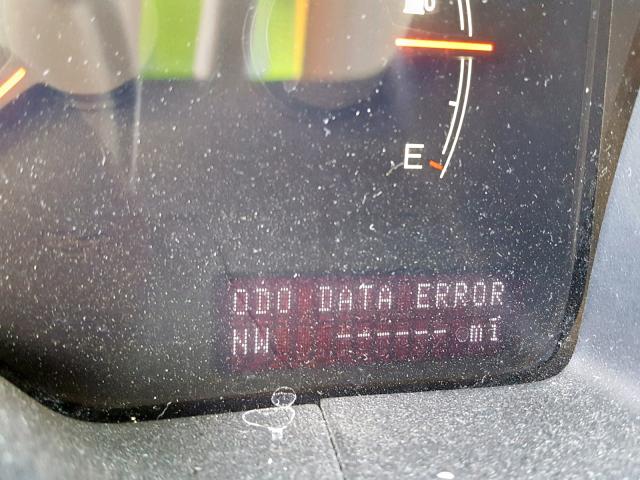 E
ODO DATA ERROR
NW ------ mi